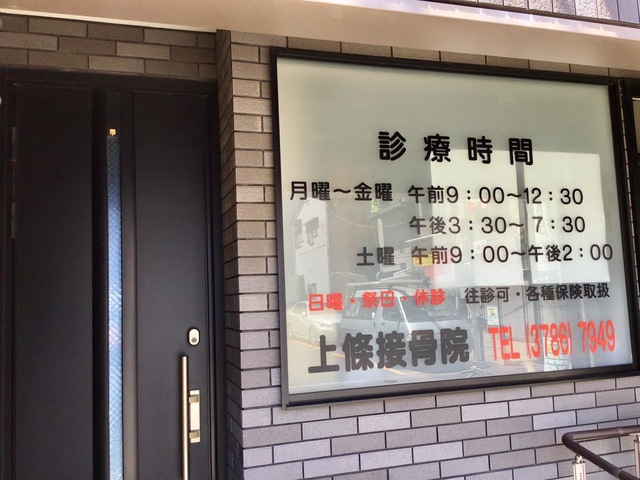 診療時間
月曜～金曜 午前9：00～12：30
午後3：30～7：30
土曜 午前9：00～午後2：00
日曜・祭日・休診 往診可・各種保険取扱
上條接骨院 TEL (3786) 7949